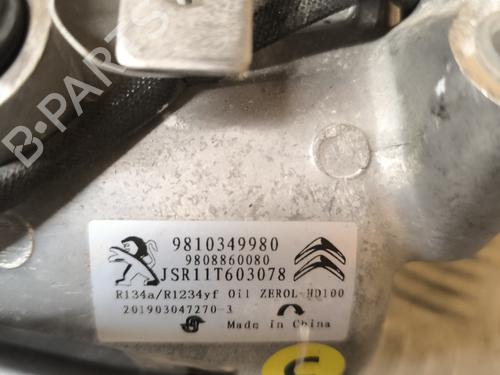 B-PARTS
9810349980
9808860080
JSR11T603078
R134a/R1234yf Oil ZEROL-HD100
201903047270-3
Made in China